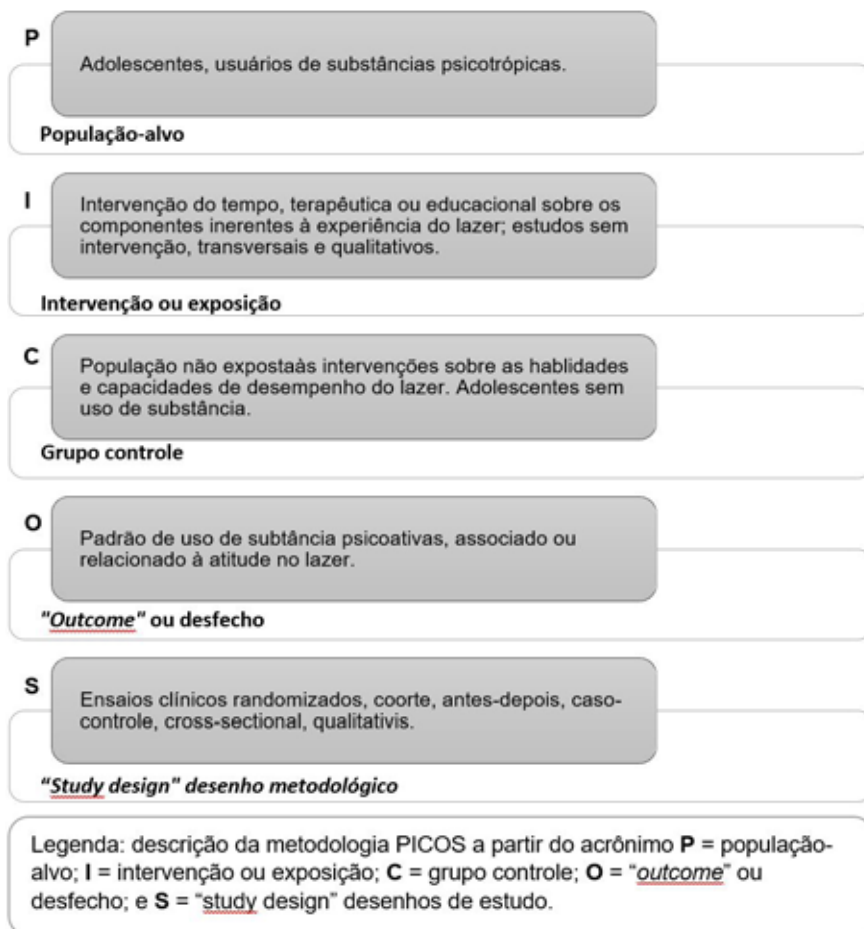 P
Adolescentes, usuários de substâncias psicotrópicas.
População-alvo
I
Intervenção do tempo, terapêutica ou educacional sobre os
componentes inerentes à experiência do lazer; estudos sem
intervenção, transversais e qualitativos.
Intervenção ou exposição
C
População não expostaàs intervenções sobre as hablidades
e capacidades de desempenho do lazer. Adolescentes sem
uso de substância.
Grupo controle
O
Padrão de uso de subtância psicoativas, associado ou
relacionado à atitude no lazer.
"Outcome" ou desfecho
S
Ensaios clínicos randomizados, coorte, antes-depois, caso-
controle, cross-sectional, qualitativis.
“Study design" desenho metodológico
Legenda: descrição da metodologia PICOS a partir do acrônimo P = população-
alvo; I = intervenção ou exposição; C = grupo controle; O = “outcome” ou
desfecho; e S = “study design” desenhos de estudo.